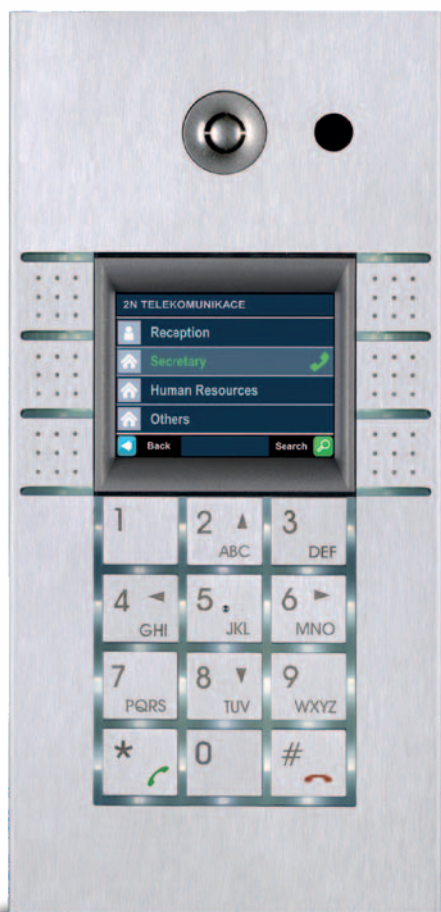 2N TELEKOMUNIKACE
Reception
Secretary
Human Resources
Others
Back Search
1 2 ABC 3 DEF
4 GHI 5 JKL 6 MNO
7 PQRS 8 TUV 9 WXYZ
* 0 #